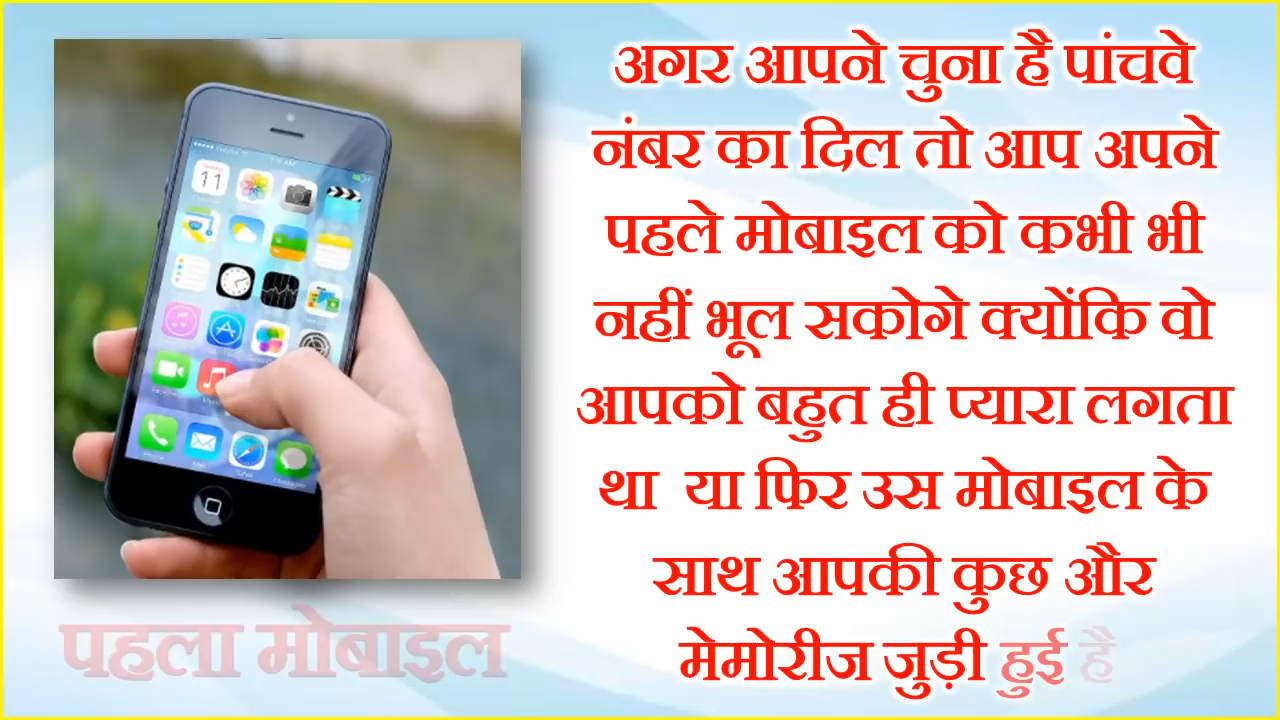 अगर आपने चुना है पांचवे
नंबर का दिल तो आप अपने
पहले मोबाइल को कभी भी
नहीं भूल सकोगे क्योंकि वो
आपको बहुत ही प्यारा लगता
था या फिर उस मोबाइल के
साथ आपकी कुछ और
मेमोरीज जुड़ी हुई है
पहला मोबाइल
11